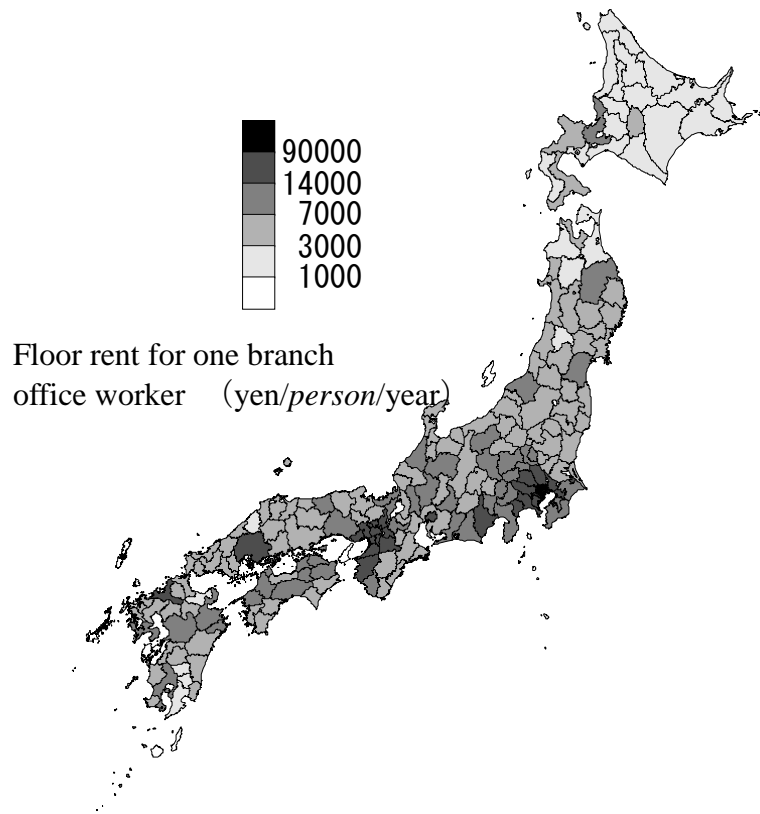 90000
14000
7000
3000
1000
Floor rent for one branch
office worker （yen/person/year）